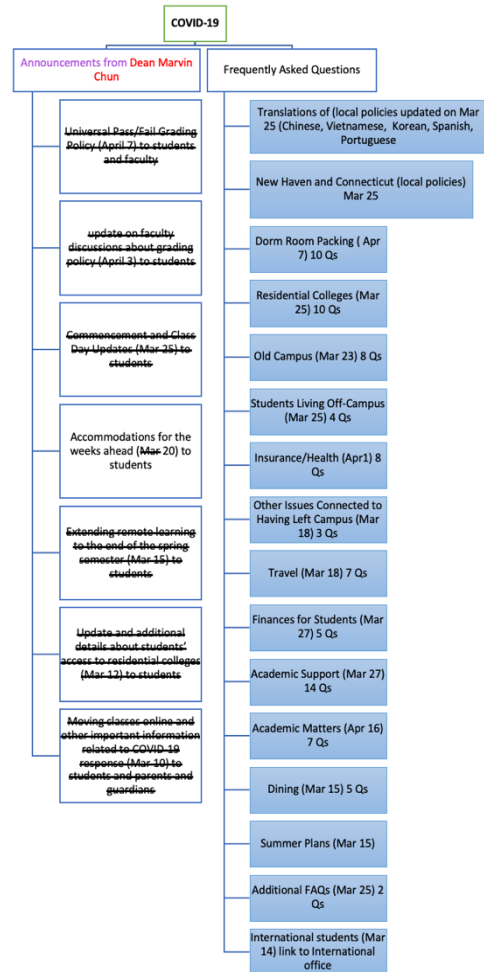 COVID-19
Announcements from Dean Marvin
Chun
Universal Pass/Fail Grading
Policy (April 7) to students
and faculty
update on faculty
discussions about grading
policy (April 3) to students
Commencement and Class
Day Updates (Mar 25) to
students
Accommodations for the
weeks ahead (Mar 20) to
students
Extending remote learning
to the end of the spring
semester (Mar 15) to
students
Update and additional
details about students'
access to residential colleges
(Mar 12) to students
Moving classes online and
other important information
related to COVID-19
response (Mar 10) to
students and parents and
guardians
Frequently Asked Questions
Translations of (local policies updated on Mar
25 (Chinese, Vietnamese, Korean, Spanish,
Portuguese
New Haven and Connecticut (local policies)
Mar 25
Dorm Room Packing ( Apr
7) 10 Qs
Residential Colleges (Mar
25) 10 Qs
Old Campus (Mar 23) 8 Qs
Students Living Off-Campus
(Mar 25) 4 Qs
Insurance/Health (Apr1) 8
Qs
Other Issues Connected to
Having Left Campus (Mar
18) 3 Qs
Travel (Mar 18) 7 Qs
Finances for Students (Mar
27) 5 Qs
Academic Support (Mar 27)
14 Qs
Academic Matters (Apr 16)
7 Qs
Dining (Mar 15) 5 Qs
Summer Plans (Mar 15)
Additional FAQs (Mar 25) 2
Qs
International students (Mar
14) link to International
office